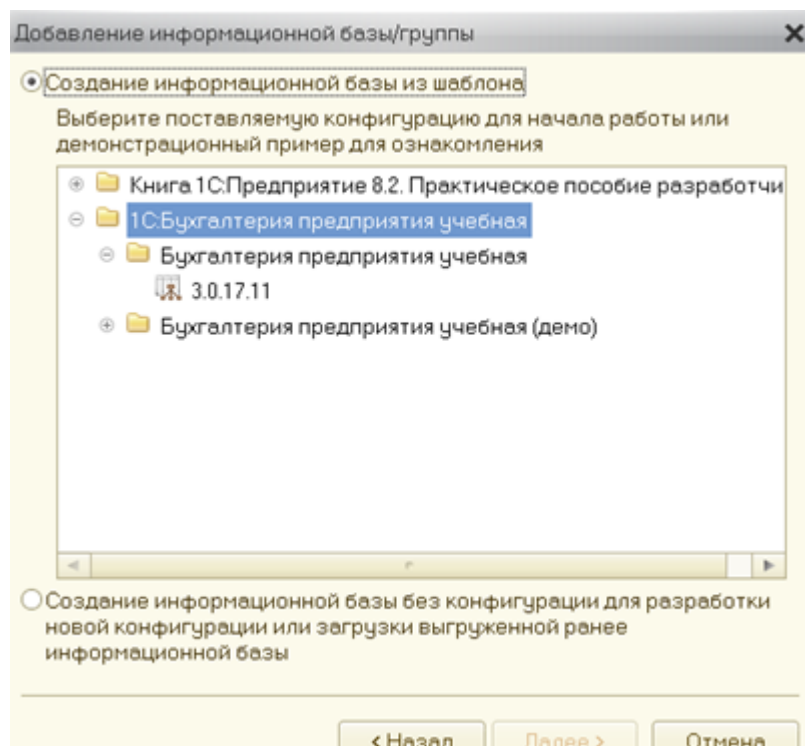 Добавление информационной базы/группы
Создание информационной базы из шаблона
Выберите поставляемую конфигурацию для начала работы или
демонстрационный пример для ознакомления
Книга 1С:Предприятие 8.2. Практическое пособие разработчи
1С:Бухгалтерия предприятия учебная
Бухгалтерия предприятия учебная
3.0.17.11
Бухгалтерия предприятия учебная (демо)
Создание информационной базы без конфигурации для разработки
новой конфигурации или загрузки выгруженной ранее
информационной базы
< Назад Далее > Отмена